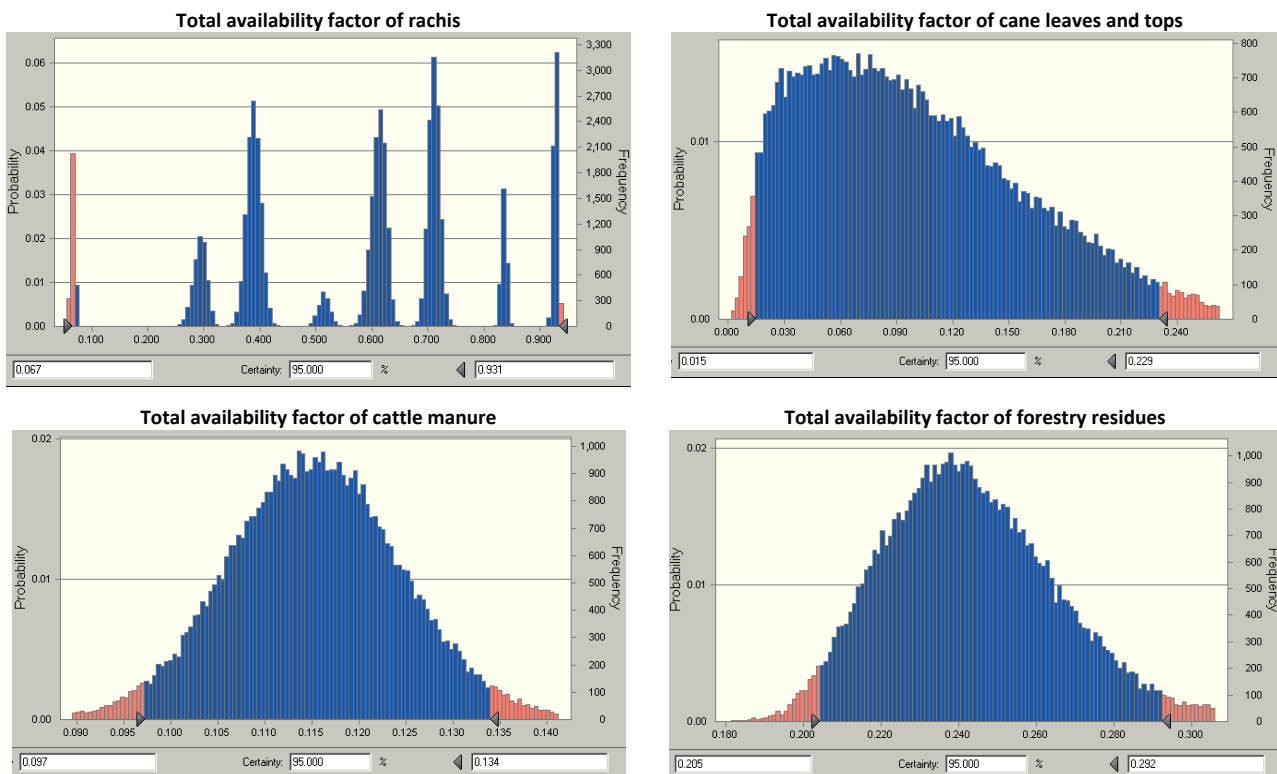 Total availability factor of rachis
Probability
0.06
0.05
0.04
0.03
0.02
0.01
0.00
3,300
3,000
2,700
2,400
2,100
1,800
1,500
1,200
900
600
300
0
Frequency
0.100 0.200 0.300 0.400 0.500 0.600 0.700 0.800 0.900
0.067 Certainty: 95.000 % 0.931
Total availability factor of cane leaves and tops
Probability
0.01
0.00
800
700
600
500
400
300
200
100
0
Frequency
0.000 0.030 0.060 0.090 0.120 0.150 0.180 0.210 0.240
0.015 Certainty: 95.000 % 0.229
Total availability factor of cattle manure
Probability
0.02
0.01
0.00
1,000
900
800
700
600
500
400
300
200
100
0
Frequency
0.090 0.100 0.105 0.110 0.115 0.120 0.125 0.130 0.140
0.097 Certainty: 95.000 % 0.134
Total availability factor of forestry residues
Probability
0.02
0.01
0.00
1,000
900
800
700
600
500
400
300
200
100
0
Frequency
0.180 0.200 0.220 0.240 0.260 0.280 0.300
0.205 Certainty: 95.000 % 0.292